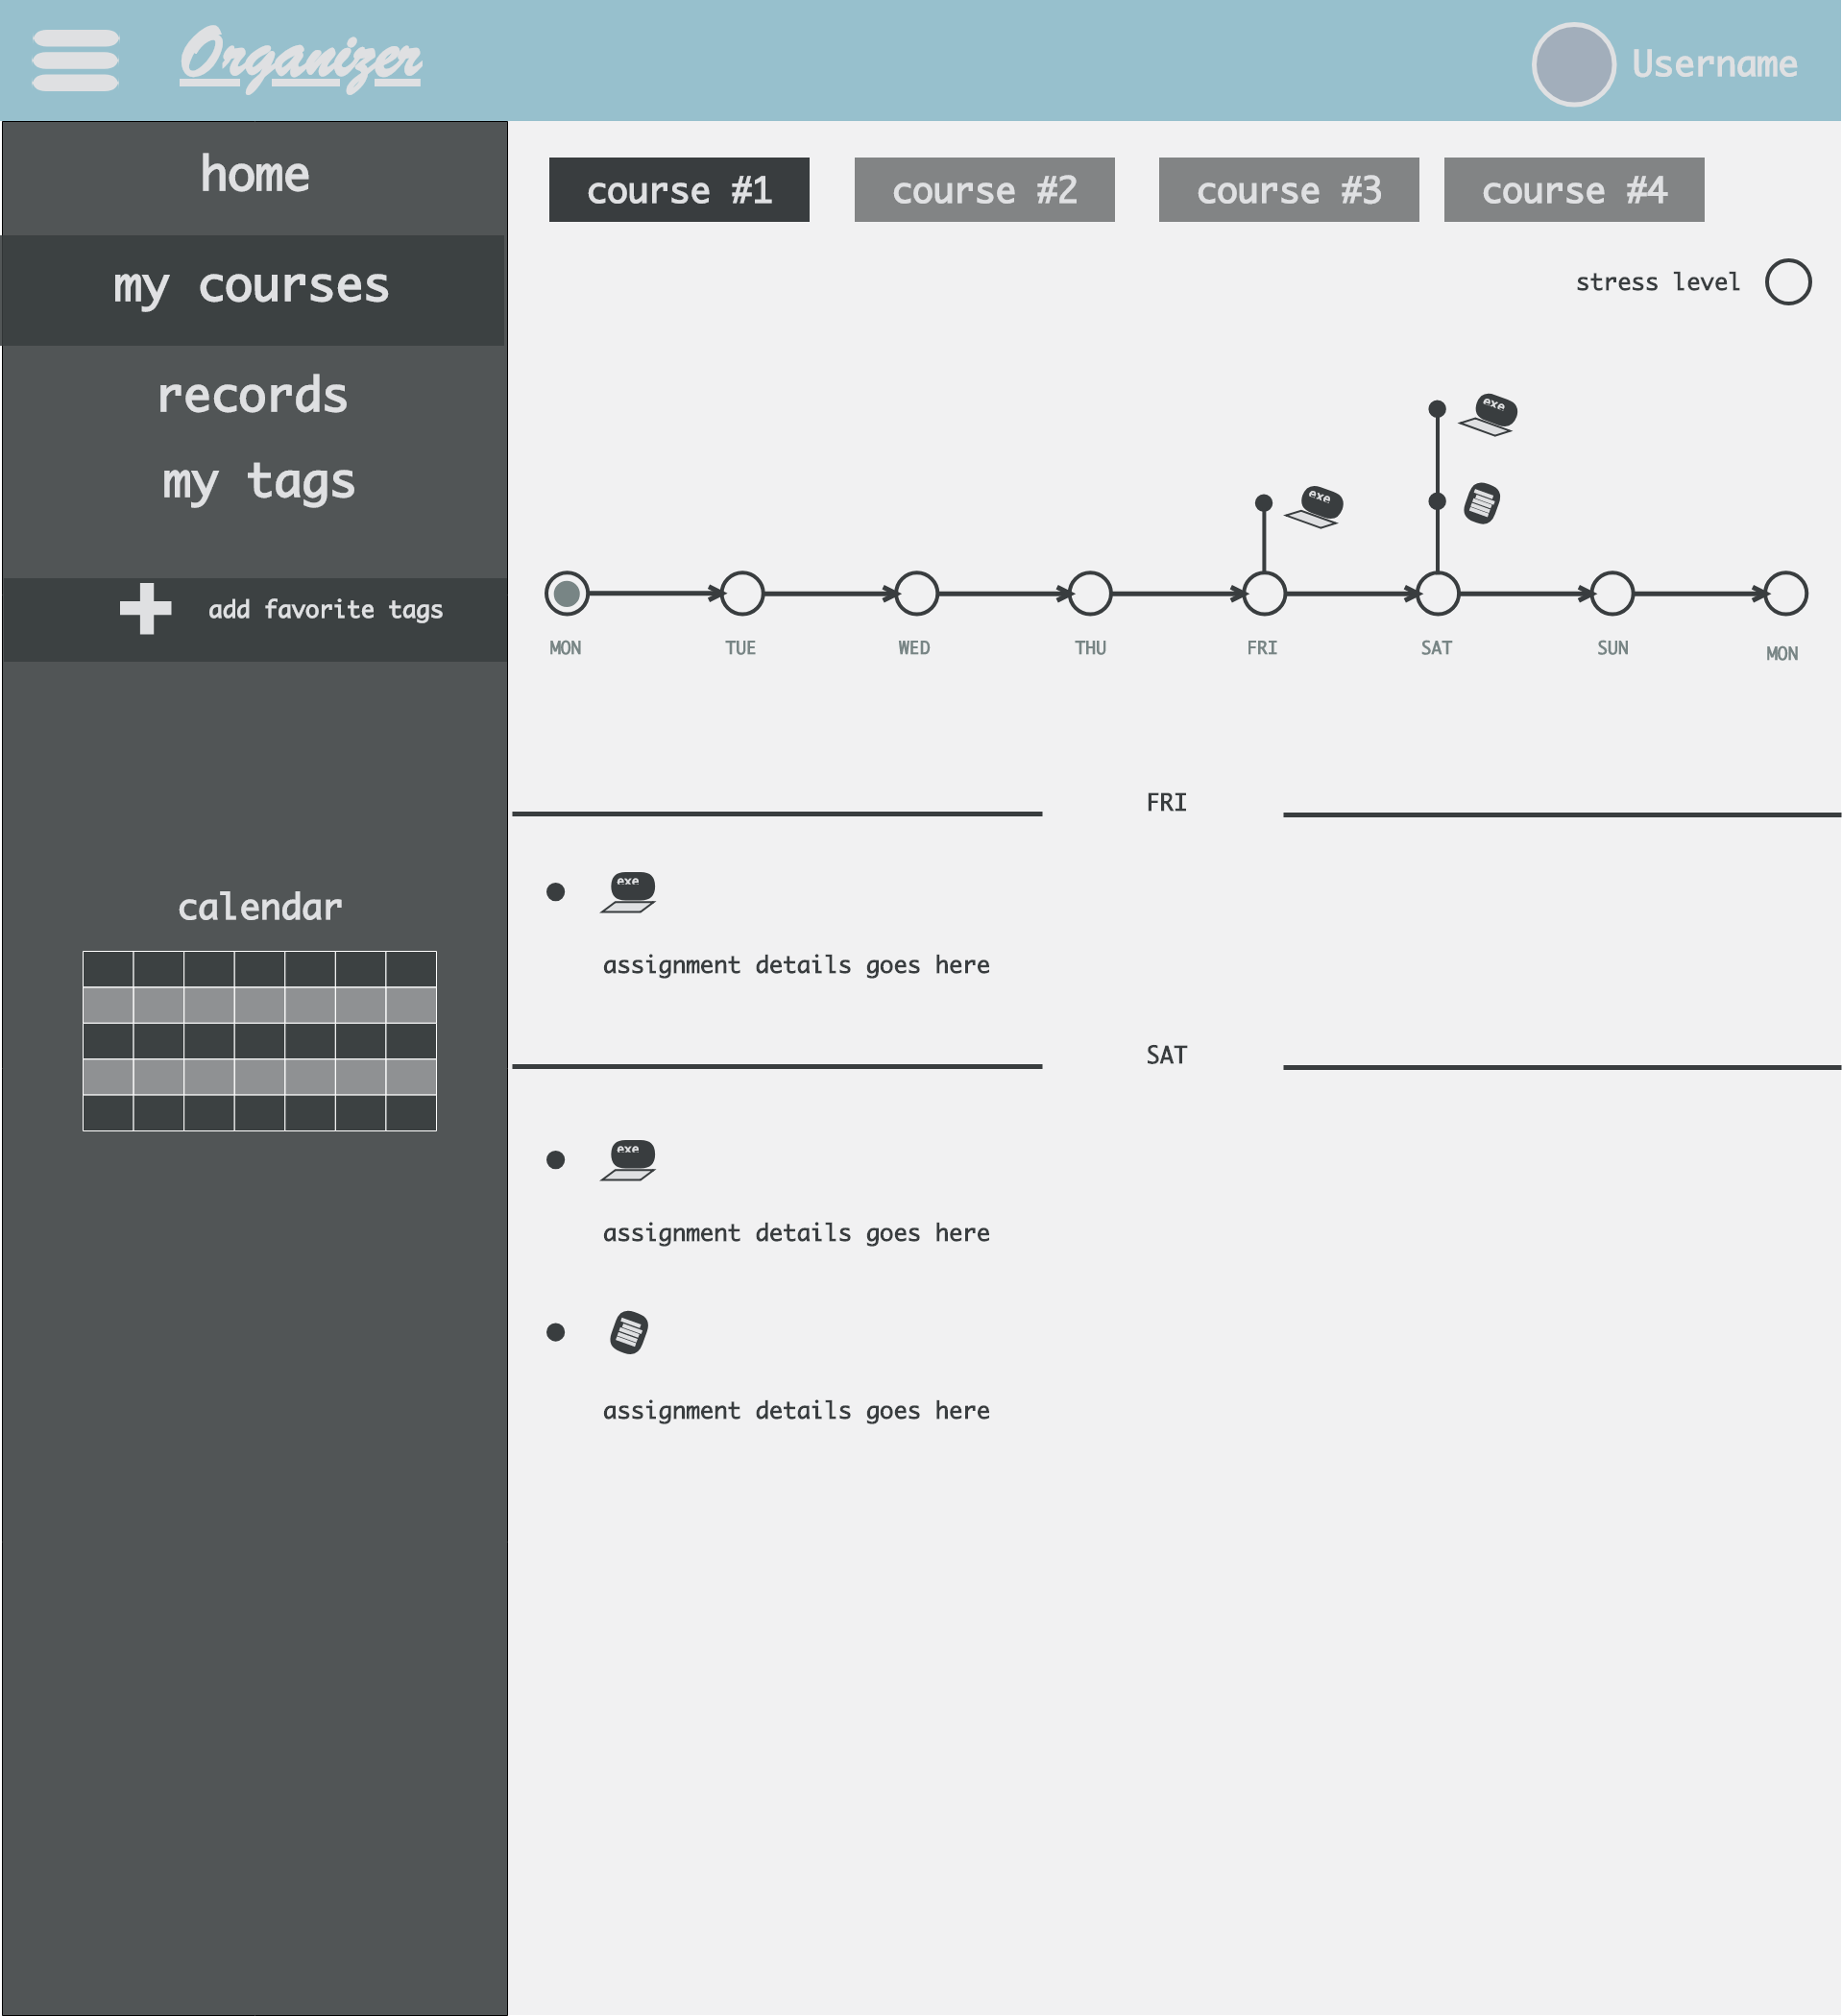 Organizer
Username
home
my courses
records
my tags
add favorite tags
calendar
course #1 course #2 course #3 course #4
stress level
exe
exe
MON TUE WED THU FRI SAT SUN MON
FRI
exe
assignment details goes here
SAT
exe
assignment details goes here
assignment details goes here